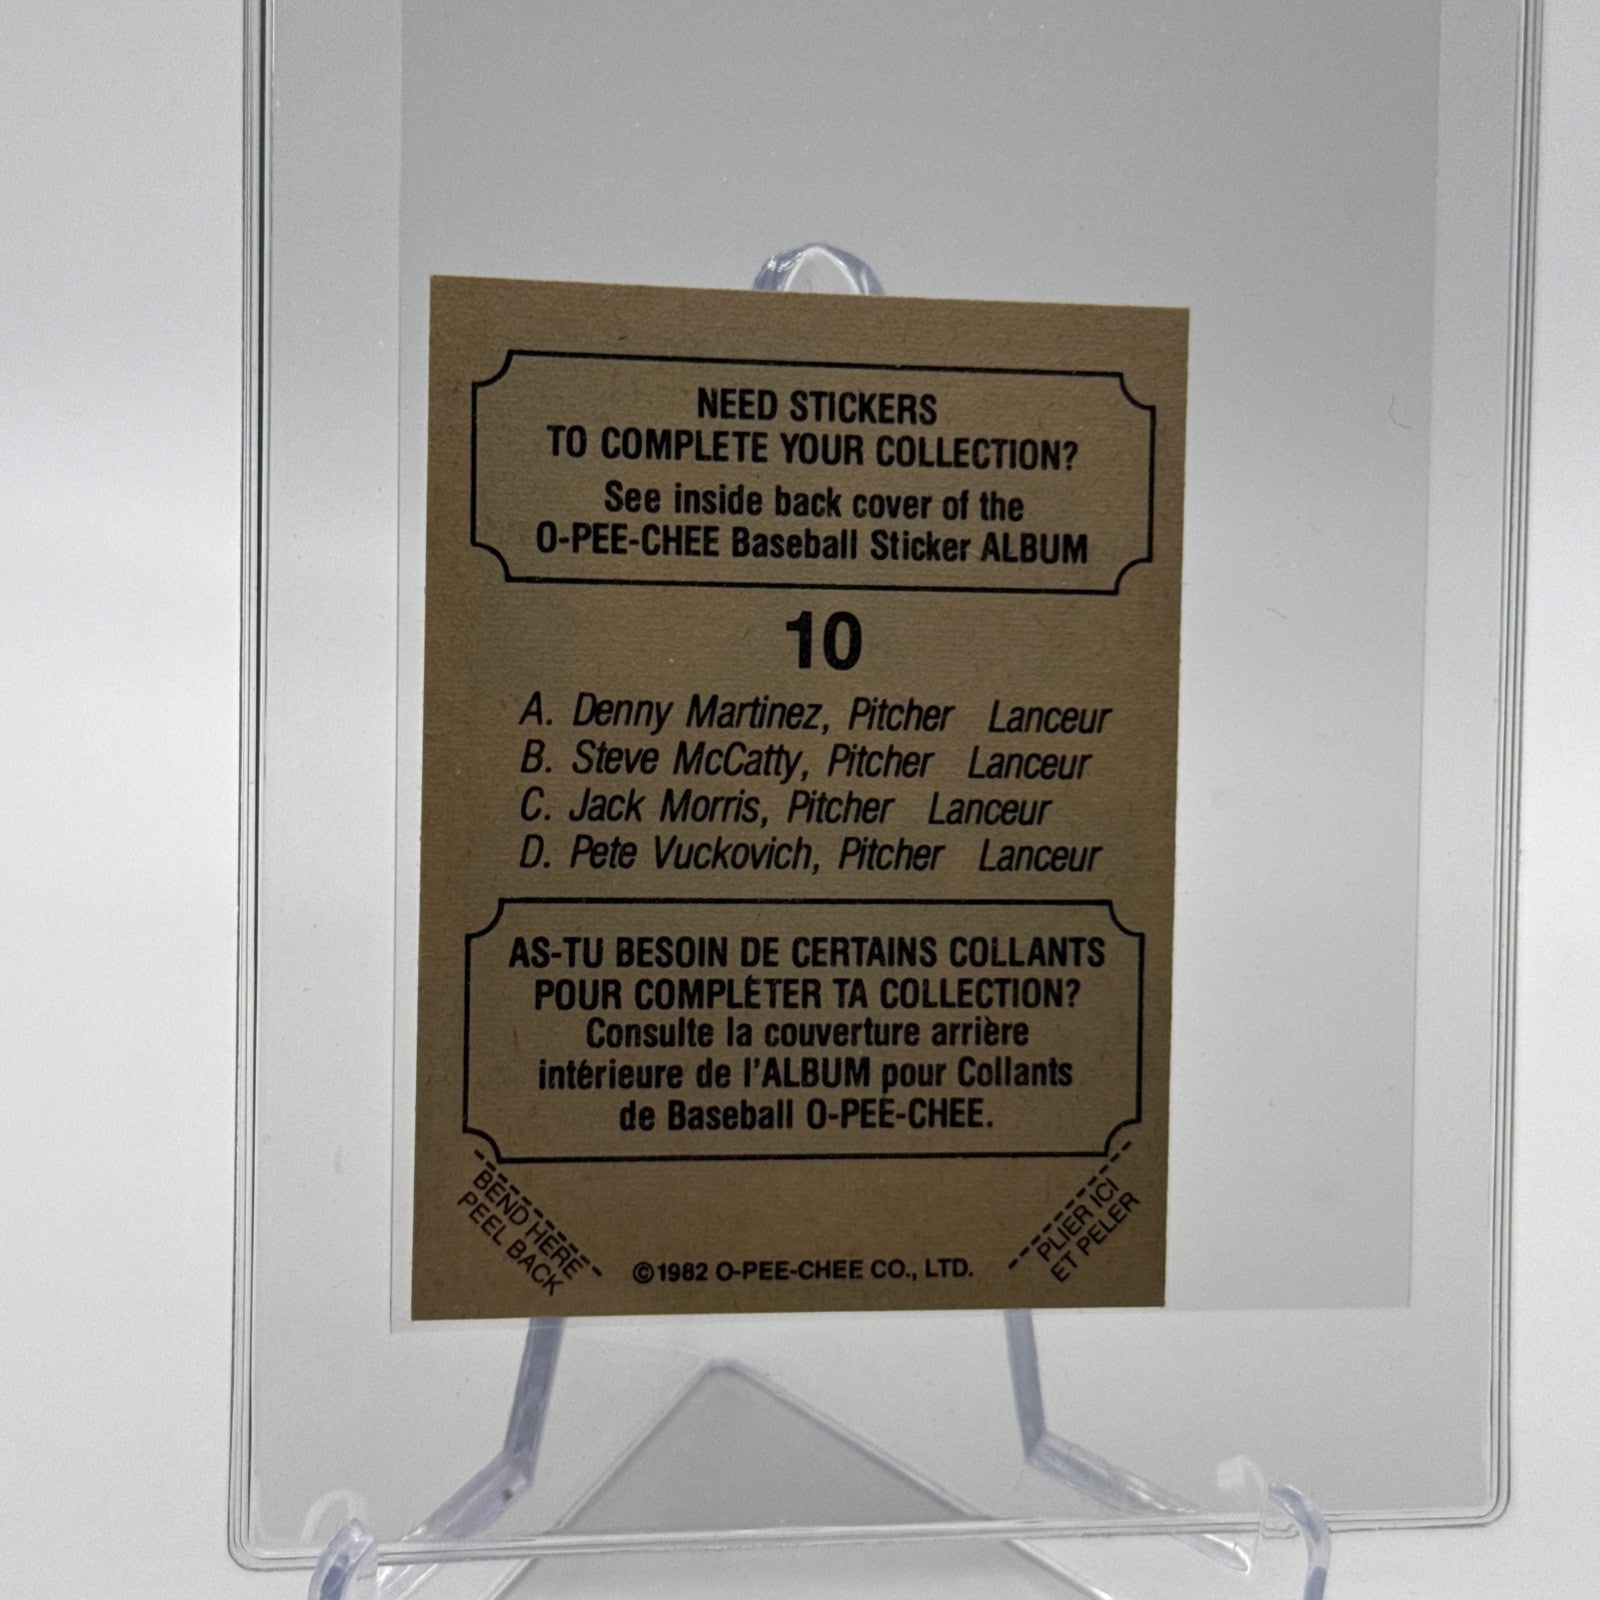 NEED STICKERS
TO COMPLETE YOUR COLLECTION?
See inside back cover of the
O-PEE-CHEE Baseball Sticker ALBUM
10
A. Denny Martinez, Pitcher Lanceur
B. Steve McCatty, Pitcher Lanceur
C. Jack Morris, Pitcher Lanceur
D. Pete Vuckovich, Pitcher Lanceur
AS-TU BESOIN DE CERTAINS COLLANTS
POUR COMPLÉTER TA COLLECTION?
Consulte la couverture arrière
intérieure de l'ALBUM pour Collants
de Baseball O-PEE-CHEE.
BEND HERE
PEEL BACK
©1982 O-PEE-CHEE CO., LTD.
PLIER ICI
ET PELER